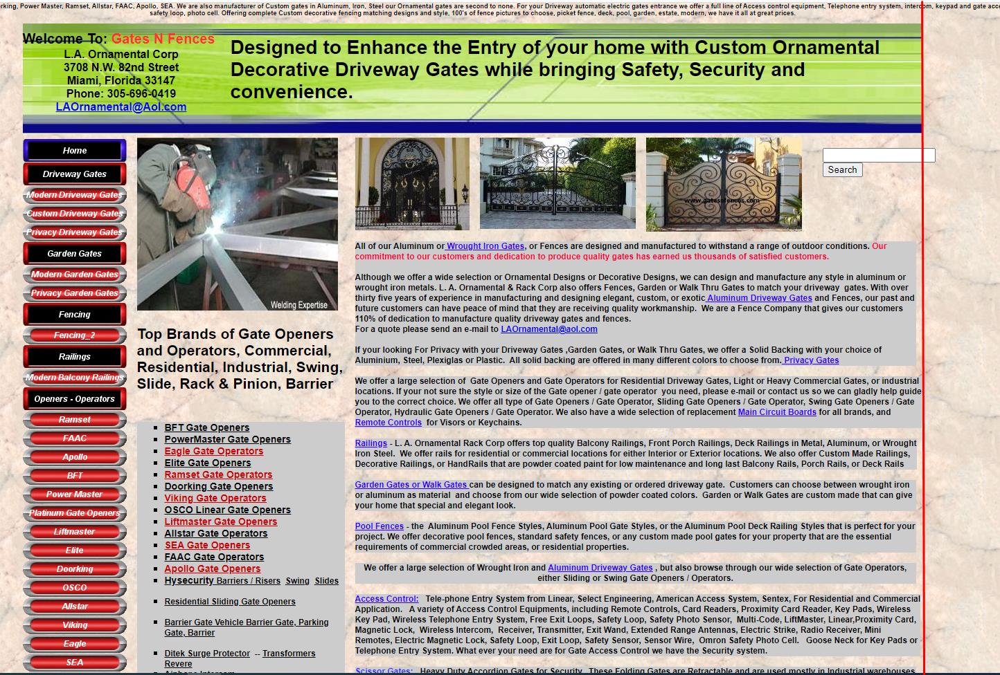 rking, Power Master, Ramset, Allstar, FAAC, Apollo, SEA. We are also manufacturer of Custom gates in Aluminum, Iron, Steel our Ornamental gates are second to none. For your Driveway automatic electric gates entrance we offer a full line of Access control equipment, Telephone entry system, intercom, keypad and gate acce
safety loop, photo cell. Offering complete Custom decorative fencing matching designs and style, 100's of fence pictures to choose, picket fence, deck, pool, garden, estate, modern, we have it all at great prices.
Welcome To: Gates N Fences
L.A. Ornamental Corp
3708 N.W. 82nd Street
Miami, Florida 33147
Phone: 305-696-0419
LAOrnamental@Aol.com
Designed to Enhance the Entry of your home with Custom Ornamental
Decorative Driveway Gates while bringing Safety, Security and
convenience.
Home
Driveway Gates
Modern Driveway Gates
Custom Driveway Gates
Privacy Driveway Gates
Garden Gates
Modern Garden Gates
Privacy Garden Gates
Fencing
Fencing_2
Railings
Modern Balcony Railings
Openers - Operators
Ramset
FAAC
Apollo
BFT
Power Master
Platinum Gate Openers
Liftmaster
Elite
Doorking
OSCO
Allstar
Viking
Eagle
SEA
Welding Expertise
Top Brands of Gate Openers
and Operators, Commercial,
Residential, Industrial, Swing,
Slide, Rack & Pinion, Barrier
BFT Gate Openers
PowerMaster Gate Openers
Eagle Gate Operators
Elite Gate Openers
Ramset Gate Operators
Doorking Gate Openers
Viking Gate Operators
OSCO Linear Gate Openers
Liftmaster Gate Openers
Allstar Gate Operators
SEA Gate Openers
FAAC Gate Operators
Apollo Gate Openers
Hysecurity Barriers / Risers Swing Slides
Residential Sliding Gate Openers
Barrier Gate Vehicle Barrier Gate, Parking
Gate, Barrier
Ditek Surge Protector -- Transformers
Revere
Aiphone Intercom
www.gatesnfences.com
Search
All of our Aluminum or Wrought Iron Gates, or Fences are designed and manufactured to withstand a range of outdoor conditions. Our
commitment to our customers and dedication to produce quality gates has earned us thousands of satisfied customers.
Although we offer a wide selection or Ornamental Designs or Decorative Designs, we can design and manufacture any style in aluminum or
wrought iron metals. L. A. Ornamental & Rack Corp also offers Fences, Garden or Walk Thru Gates to match your driveway gates. With over
thirty five years of experience in manufacturing and designing elegant, custom, or exotic Aluminum Driveway Gates and Fences, our past and
future customers can have peace of mind that they are receiving quality workmanship. We are a Fence Company that gives our customers
110% of dedication to manufacture quality driveway gates and fences.
For a quote please send an e-mail to LAOrnamental@aol.com
If your looking For Privacy with your Driveway Gates ,Garden Gates, or Walk Thru Gates, we offer a Solid Backing with your choice of
Aluminium, Steel, Plexiglas or Plastic. All solid backing are offered in many different colors to choose from. Privacy Gates
We offer a large selection of Gate Openers and Gate Operators for Residential Driveway Gates, Light or Heavy Commercial Gates, or industrial
locations. If your not sure the style or size of the Gate opener / gate operator you need, please e-mail or contact us so we can gladly help guide
you to the correct choice. We offer all type of Gate Openers / Gate Operator, Sliding Gate Openers / Gate Operator, Swing Gate Openers / Gate
Operator, Hydraulic Gate Openers / Gate Operator. We also have a wide selection of replacement Main Circuit Boards for all brands, and
Remote Controls for Visors or Keychains.
Railings - L. A. Ornamental Rack Corp offers top quality Balcony Railings, Front Porch Railings, Deck Railings in Metal, Aluminum, or Wrought
Iron Steel. We offer rails for residential or commercial locations for either Interior or Exterior locations. We also offer Custom Made Railings,
Decorative Railings, or HandRails that are powder coated paint for low maintenance and long last Balcony Rails, Porch Rails, or Deck Rails
Garden Gates or Walk Gates can be designed to match any existing or ordered driveway gate. Customers can choose between wrought iron
or aluminum as material and choose from our wide selection of powder coated colors. Garden or Walk Gates are custom made that can give
your home that special and elegant look.
Pool Fences - the Aluminum Pool Fence Styles, Aluminum Pool Gate Styles, or the Aluminum Pool Deck Railing Styles that is perfect for your
project. We offer decorative pool fences, standard safety fences, or any custom made pool gates for your property that are the essential
requirements of commercial crowded areas, or residential properties.
We offer a large selection of Wrought Iron and Aluminum Driveway Gates , but also browse through our wide selection of Gate Operators,
either Sliding or Swing Gate Openers / Operators.
Access Control: Tele-phone Entry System from Linear, Select Engineering, American Access System, Sentex, For Residential and Commercial
Application. A variety of Access Control Equipments, including Remote Controls, Card Readers, Proximity Card Reader, Key Pads, Wireless
Key Pad, Wireless Telephone Entry System, Free Exit Loops, Safety Loop, Safety Photo Sensor, Multi-Code, LiftMaster, Linear,Proximity Card,
Magnetic Lock, Wireless Intercom, Receiver, Transmitter, Exit Wand, Extended Range Antennas, Electric Strike, Radio Receiver, Mini
Remotes, Electric Magnetic Lock, Safety Loop, Exit Loop, Safety Sensor, Sensor Wire, Omron Safety Photo Cell. Goose Neck for Key Pads or
Telephone Entry System. What ever your need are for Gate Access Control we have the Security system.
Scissor Gates: Heavy Duty Accordion Gates for Security. These Folding Gates are Retractable and are used mostly in Industrial warehouses